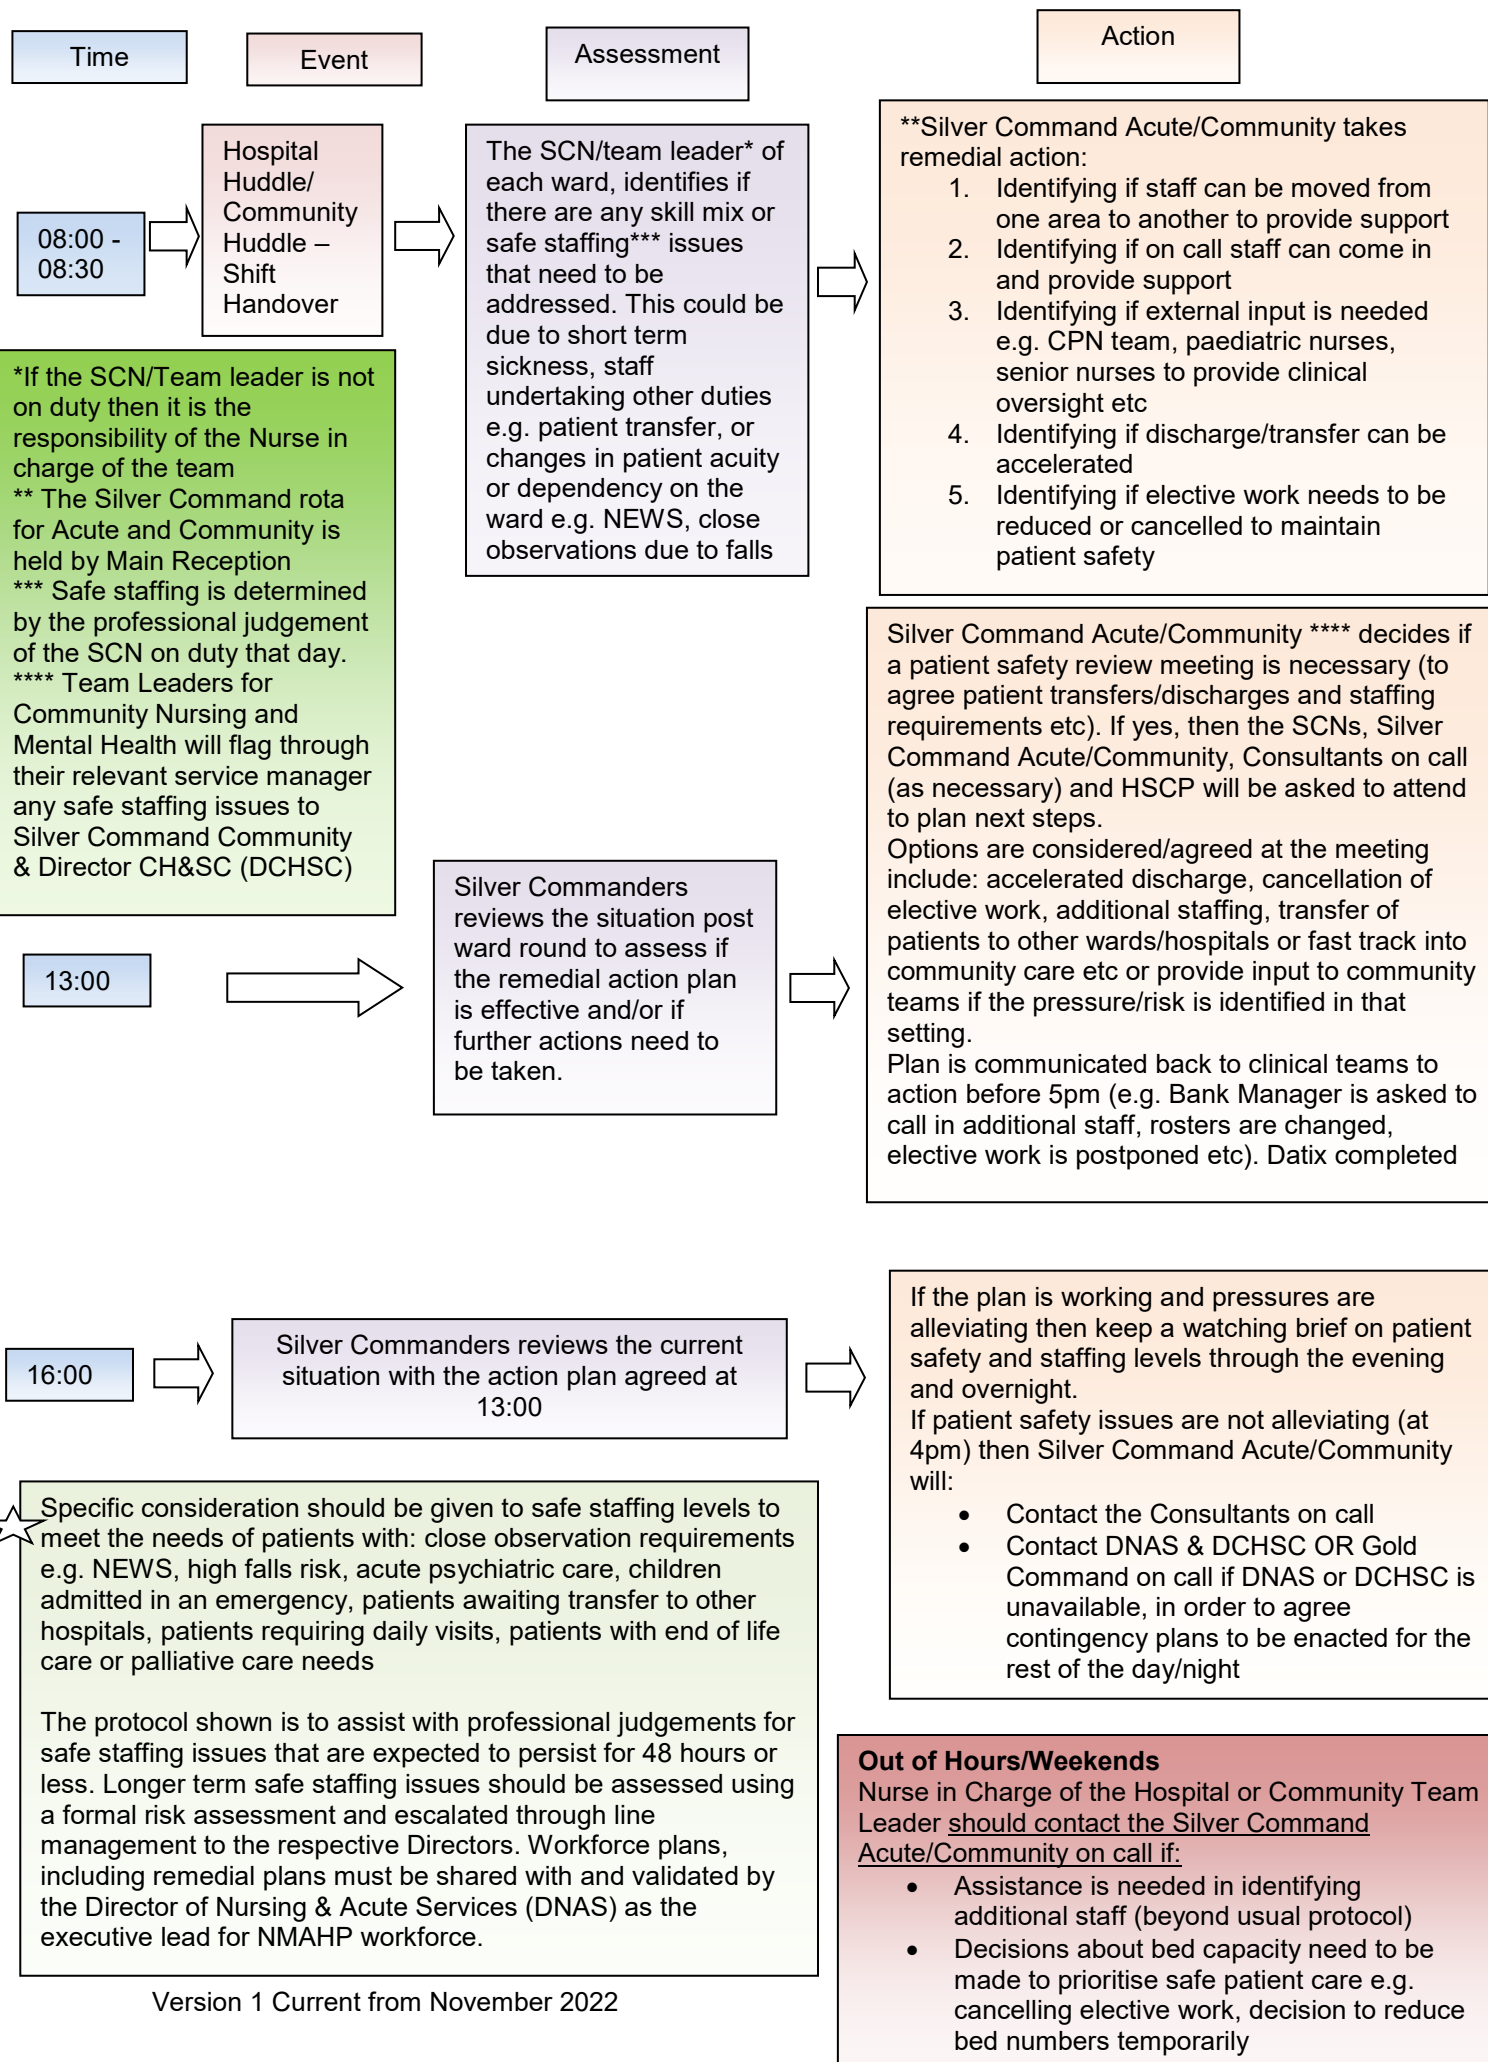 Time
Event
Assessment
Action
08:00 -
08:30
Hospital
Huddle/
Community
Huddle –
Shift
Handover
The SCN/team leader* of
each ward, identifies if
there are any skill mix or
safe staffing*** issues
that need to be
addressed. This could be
due to short term
sickness, staff
undertaking other duties
e.g. patient transfer, or
changes in patient acuity
or dependency on the
ward e.g. NEWS, close
observations due to falls
**Silver Command Acute/Community takes
remedial action:
1. Identifying if staff can be moved from
one area to another to provide support
2. Identifying if on call staff can come in
and provide support
3. Identifying if external input is needed
e.g. CPN team, paediatric nurses,
senior nurses to provide clinical
oversight etc
4. Identifying if discharge/transfer can be
accelerated
5. Identifying if elective work needs to be
reduced or cancelled to maintain
patient safety
*If the SCN/Team leader is not
on duty then it is the
responsibility of the Nurse in
charge of the team
** The Silver Command rota
for Acute and Community is
held by Main Reception
*** Safe staffing is determined
by the professional judgement
of the SCN on duty that day.
**** Team Leaders for
Community Nursing and
Mental Health will flag through
their relevant service manager
any safe staffing issues to
Silver Command Community
& Director CH&SC (DCHSC)
13:00
Silver Commanders
reviews the situation post
ward round to assess if
the remedial action plan
is effective and/or if
further actions need to
be taken.
Silver Command Acute/Community **** decides if
a patient safety review meeting is necessary (to
agree patient transfers/discharges and staffing
requirements etc). If yes, then the SCNs, Silver
Command Acute/Community, Consultants on call
(as necessary) and HSCP will be asked to attend
to plan next steps.
Options are considered/agreed at the meeting
include: accelerated discharge, cancellation of
elective work, additional staffing, transfer of
patients to other wards/hospitals or fast track into
community care etc or provide input to community
teams if the pressure/risk is identified in that
setting.
Plan is communicated back to clinical teams to
action before 5pm (e.g. Bank Manager is asked to
call in additional staff, rosters are changed,
elective work is postponed etc). Datix completed
16:00
Silver Commanders reviews the current
situation with the action plan agreed at
13:00
If the plan is working and pressures are
alleviating then keep a watching brief on patient
safety and staffing levels through the evening
and overnight.
If patient safety issues are not alleviating (at
4pm) then Silver Command Acute/Community
will:
• Contact the Consultants on call
• Contact DNAS & DCHSC OR Gold
Command on call if DNAS or DCHSC is
unavailable, in order to agree
contingency plans to be enacted for the
rest of the day/night
Specific consideration should be given to safe staffing levels to
meet the needs of patients with: close observation requirements
e.g. NEWS, high falls risk, acute psychiatric care, children
admitted in an emergency, patients awaiting transfer to other
hospitals, patients requiring daily visits, patients with end of life
care or palliative care needs
The protocol shown is to assist with professional judgements for
safe staffing issues that are expected to persist for 48 hours or
less. Longer term safe staffing issues should be assessed using
a formal risk assessment and escalated through line
management to the respective Directors. Workforce plans,
including remedial plans must be shared with and validated by
the Director of Nursing & Acute Services (DNAS) as the
executive lead for NMAHP workforce.
Out of Hours/Weekends
Nurse in Charge of the Hospital or Community Team
Leader should contact the Silver Command
Acute/Community on call if:
• Assistance is needed in identifying
additional staff (beyond usual protocol)
• Decisions about bed capacity need to be
made to prioritise safe patient care e.g.
cancelling elective work, decision to reduce
bed numbers temporarily
Version 1 Current from November 2022